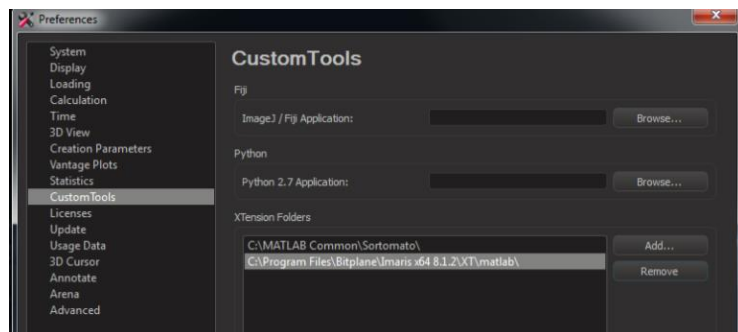 Preferences
System
Display
Loading
Calculation
Time
3D View
Creation Parameters
Vantage Plots
Statistics
CustomTools
Licenses
Update
Usage Data
3D Cursor
Annotate
Arena
Advanced
CustomTools
Fiji
ImageJ / Fiji Application:
Browse...
Python
Python 2.7 Application:
Browse...
XTension Folders
C:\MATLAB Common\Sortomato\
C:\Program Files\Bitplane\Imaris x64 8.1.2\XT\matlab\
Add...
Remove